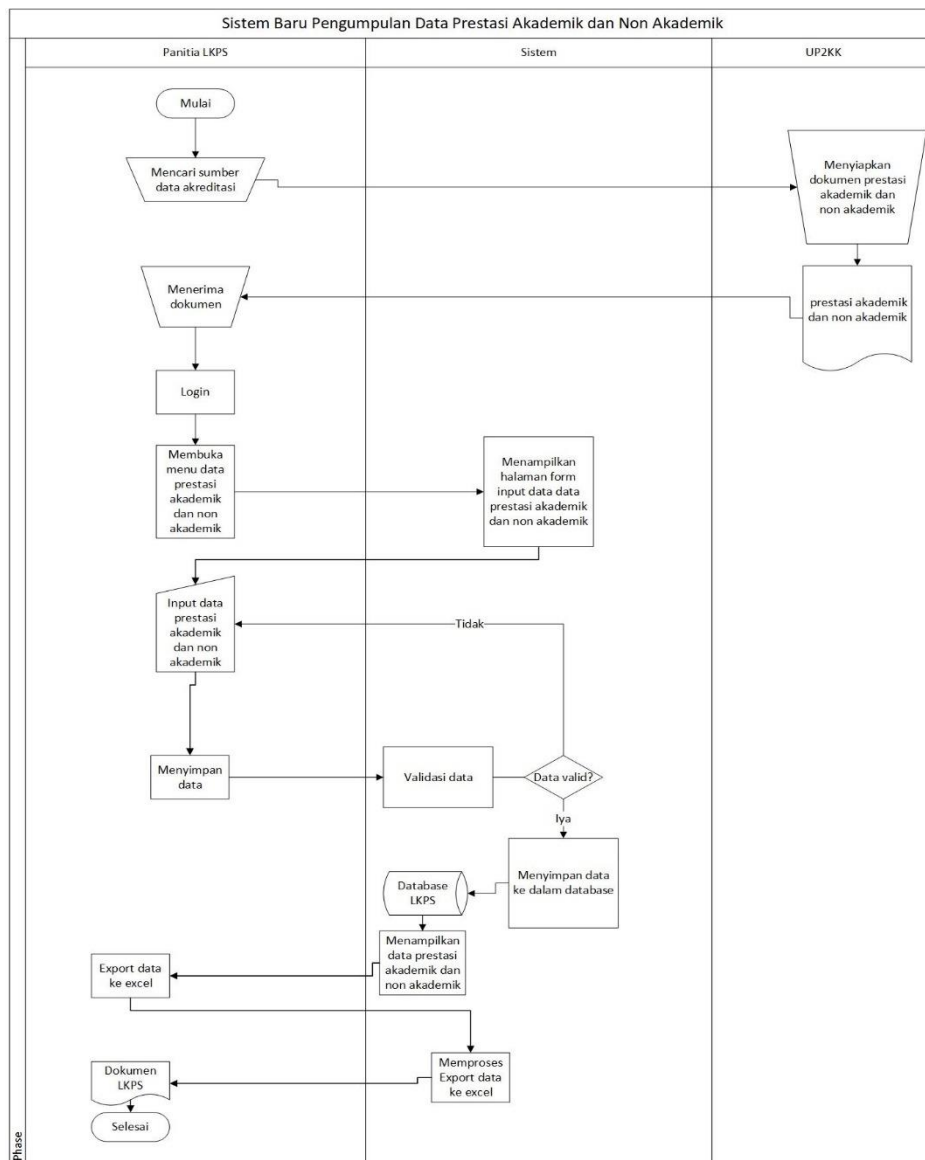 Sistem Baru Pengumpulan Data Prestasi Akademik dan Non Akademik
Panitia LKPS
Sistem
UP2KK
Mulai
Mencari sumber
data akreditasi
Menyiapkan
dokumen prestasi
akademik dan
non akademik
Menerima
dokumen
prestasi akademik
dan non akademik
Login
Membuka
menu data
prestasi
akademik
dan non
akademik
Menampilkan
halaman form
input data data
prestasi akademik
dan non akademik
Input data
prestasi
akademik
dan non
akademik
Tidak
Menyimpan
data
Validasi data
Data valid?
Iya
Menyimpan data
ke dalam database
Database
LKPS
Menampilkan
data prestasi
akademik dan
non akademik
Export data
ke excel
Memproses
Export data
ke excel
Dokumen
LKPS
Selesai
Phase